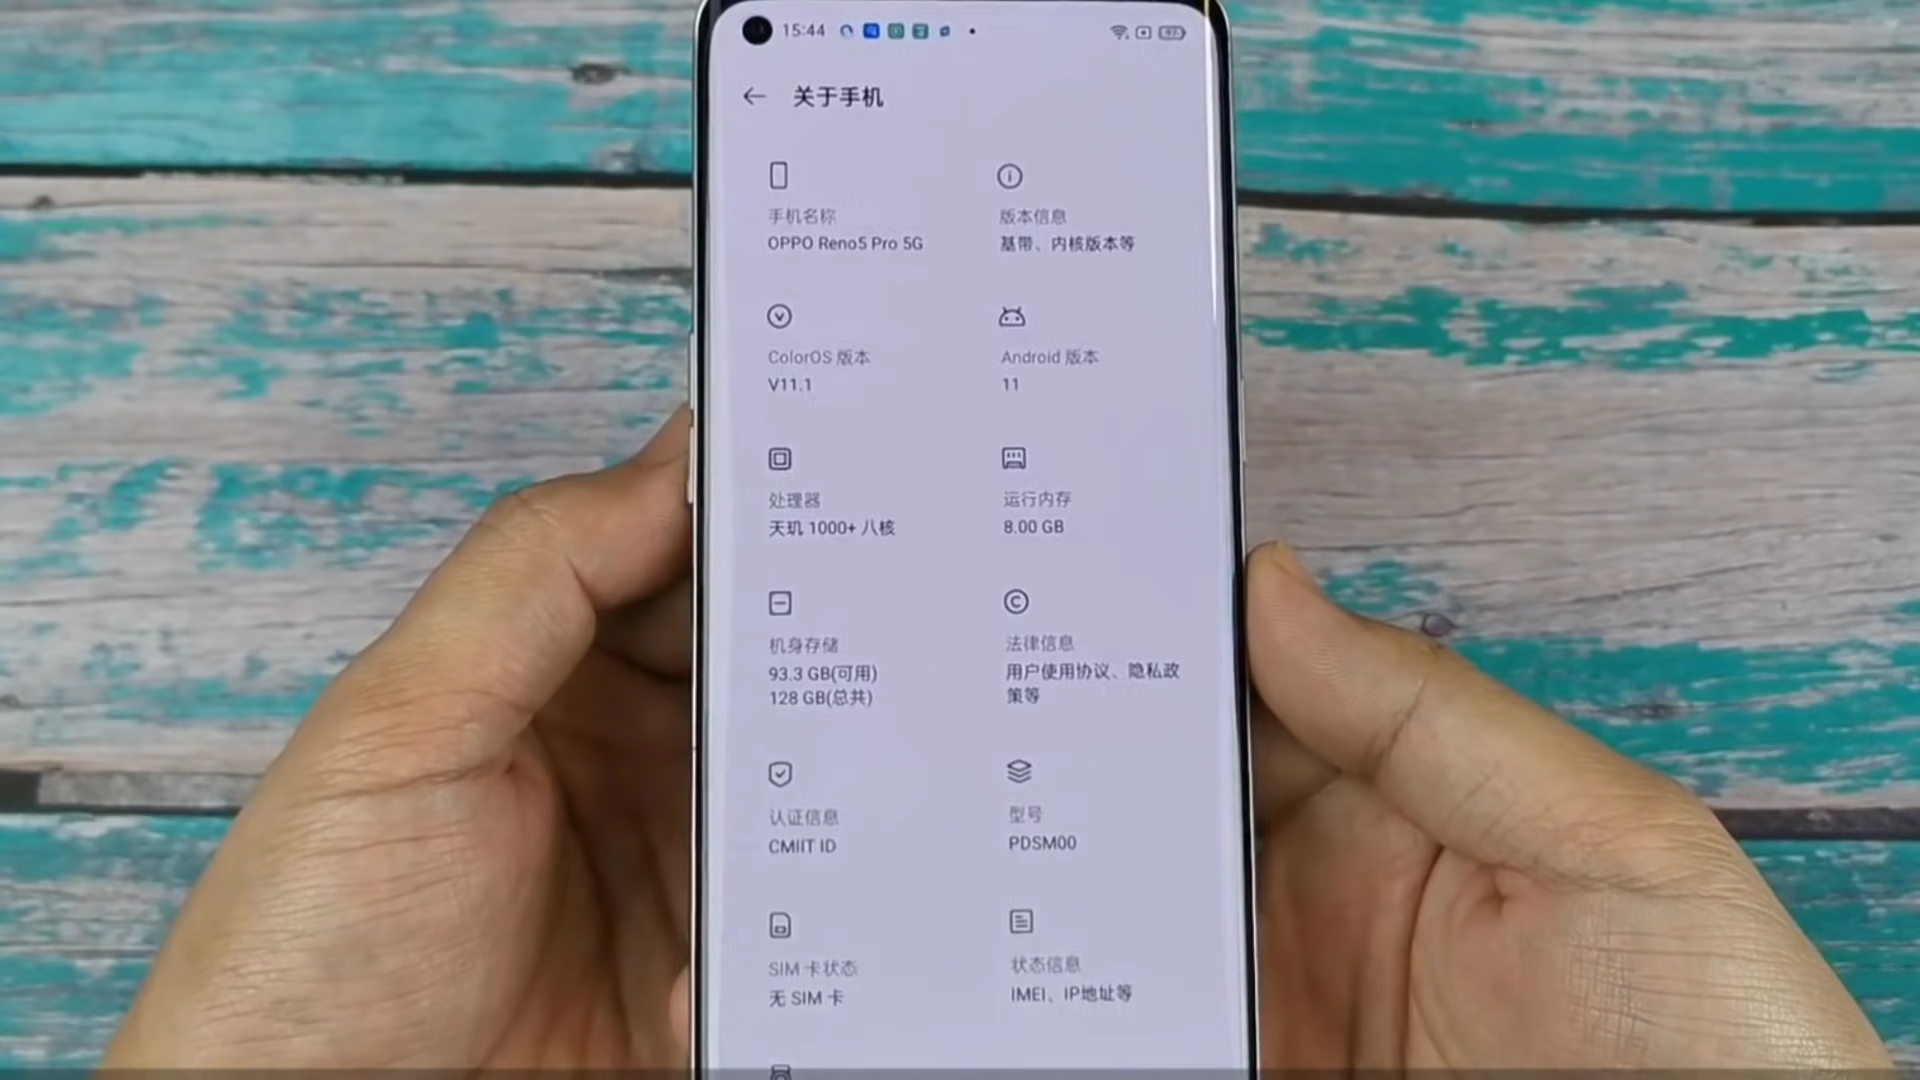 15:44
关于手机
手机名称
OPPO Reno5 Pro 5G
版本信息
基带、内核版本等
ColorOS 版本
V11.1
Android 版本
11
处理器
天玑 1000+ 八核
运行内存
8.00 GB
机身存储
93.3 GB(可用)
128 GB(总共)
法律信息
用户使用协议、隐私政
策等
认证信息
CMIIT ID
型号
PDSM00
SIM 卡状态
无 SIM 卡
状态信息
IMEI、IP地址等